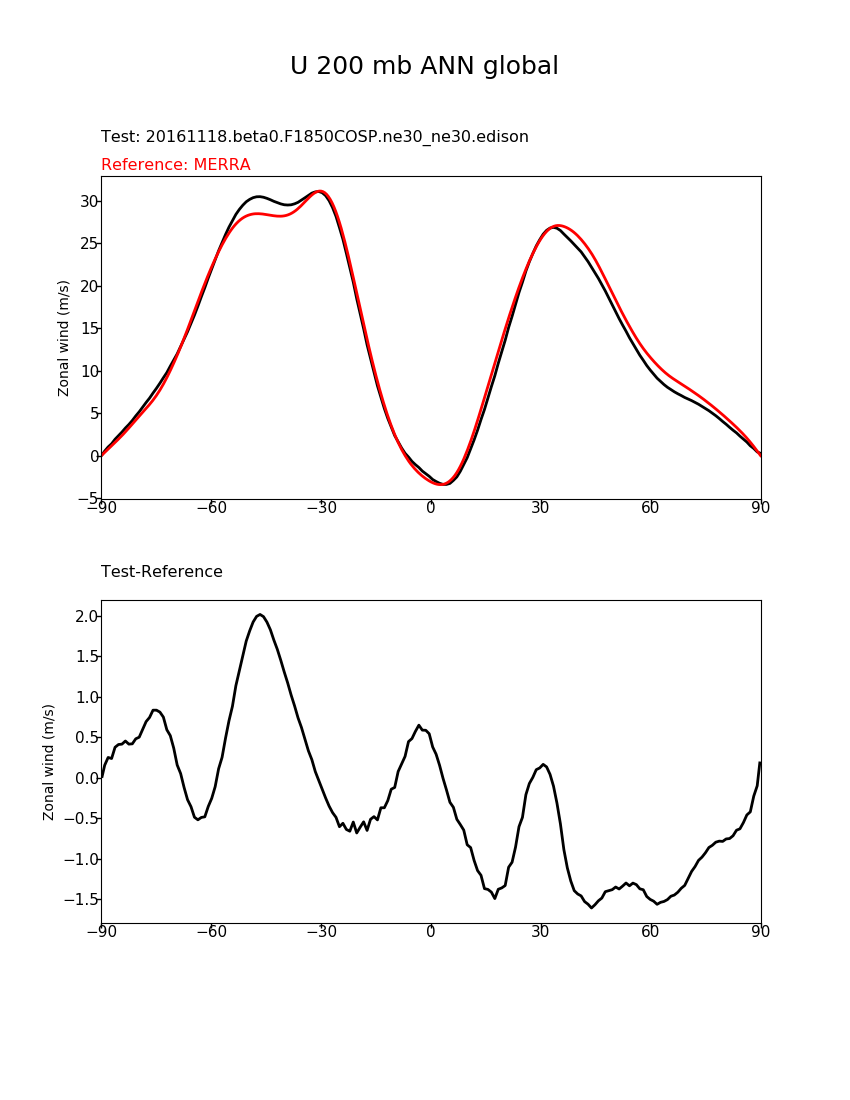 U 200 mb ANN global
Test: 20161118.beta0.F1850COSP.ne30_ne30.edison
Reference: MERRA
Zonal wind (m/s)
30
25
20
15
10
5
0
−5
−90 −60 −30 0 30 60 90
Test-Reference
Zonal wind (m/s)
2.0
1.5
1.0
0.5
0.0
−0.5
−1.0
−1.5
−90 −60 −30 0 30 60 90